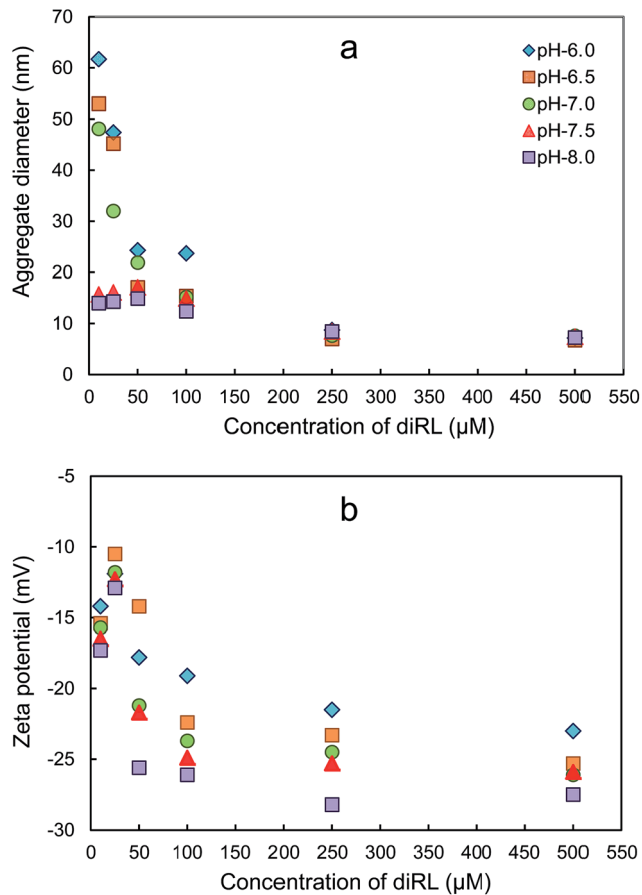 a
Aggregate diameter (nm)
70
60
50
40
30
20
10
0
pH-6.0
pH-6.5
pH-7.0
pH-7.5
pH-8.0
0 50 100 150 200 250 300 350 400 450 500 550
Concentration of diRL (µM)
b
Zeta potential (mV)
-5
-10
-15
-20
-25
-30
0 50 100 150 200 250 300 350 400 450 500 550
Concentration of diRL (µM)